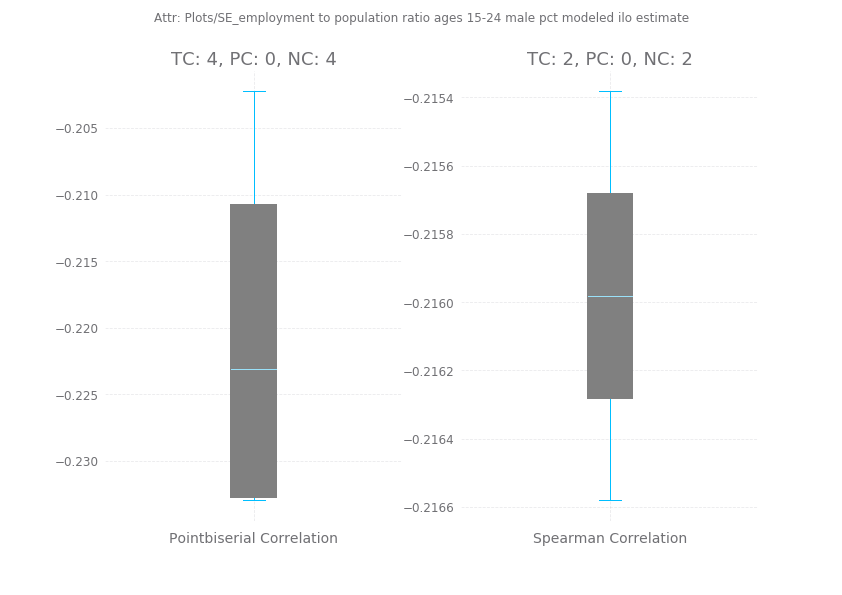 Attr: Plots/SE_employment to population ratio ages 15-24 male pct modeled ilo estimate
TC: 4, PC: 0, NC: 4
−0.205
−0.210
−0.215
−0.220
−0.225
−0.230
Pointbiserial Correlation
TC: 2, PC: 0, NC: 2
−0.2154
−0.2156
−0.2158
−0.2160
−0.2162
−0.2164
−0.2166
Spearman Correlation